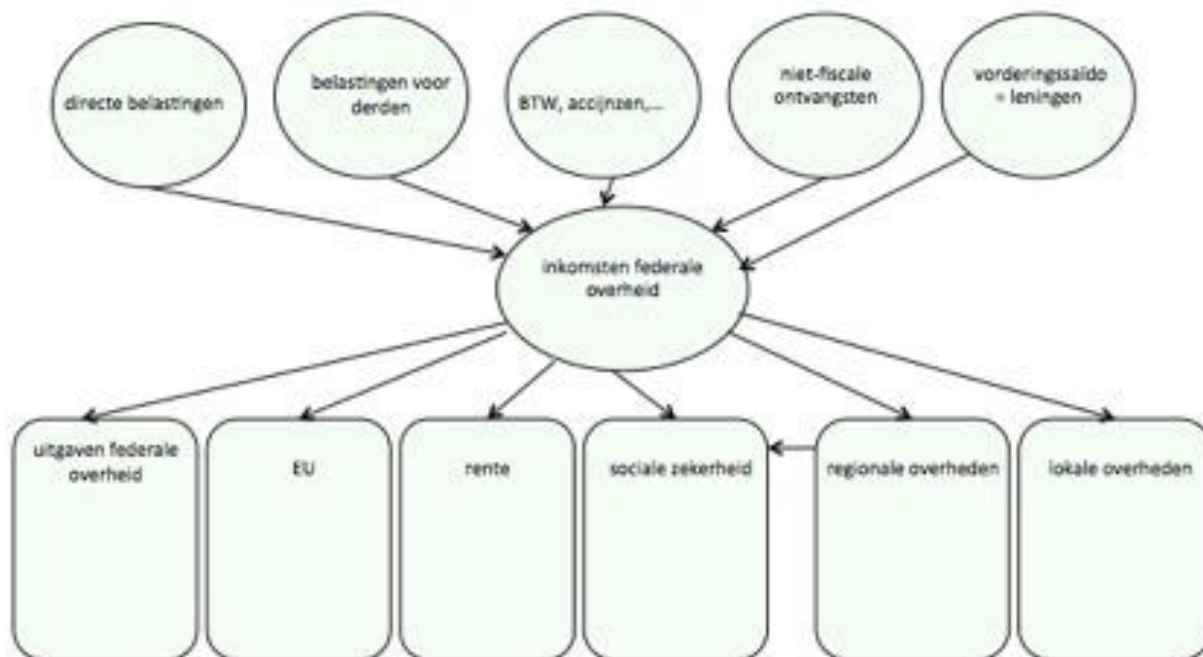 directe belastingen
belastingen voor
derden
BTW, accijnzen,...
niet-fiscale
ontvangsten
vorderingssaldo
= leningen
inkomsten federale
overheid
uitgaven federale
overheid
EU
rente
sociale zekerheid
regionale overheden
lokale overheden